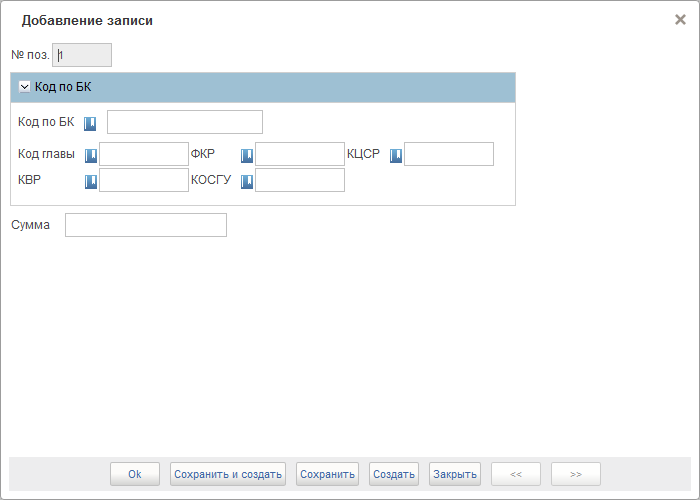 Добавление записи
№ поз. 1
Код по БК
Код по БК
Код главы ФКР КЦСР
КВР КОСГУ
Сумма
Ok Сохранить и создать Сохранить Создать Закрыть << >>